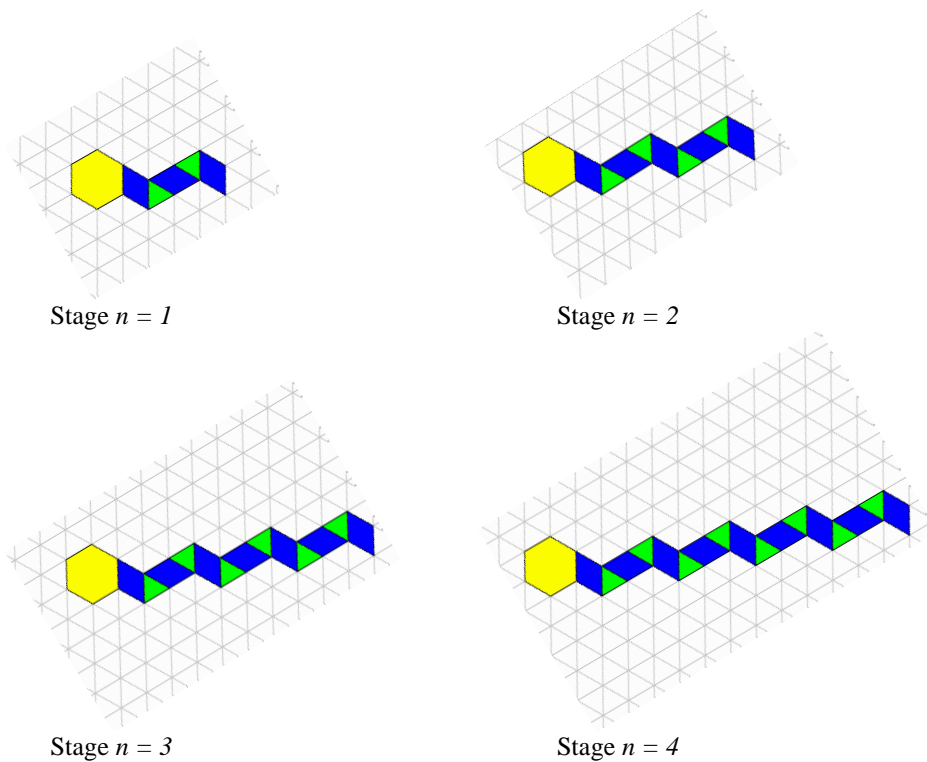 Stage n = 1
Stage n = 2
Stage n = 3
Stage n = 4